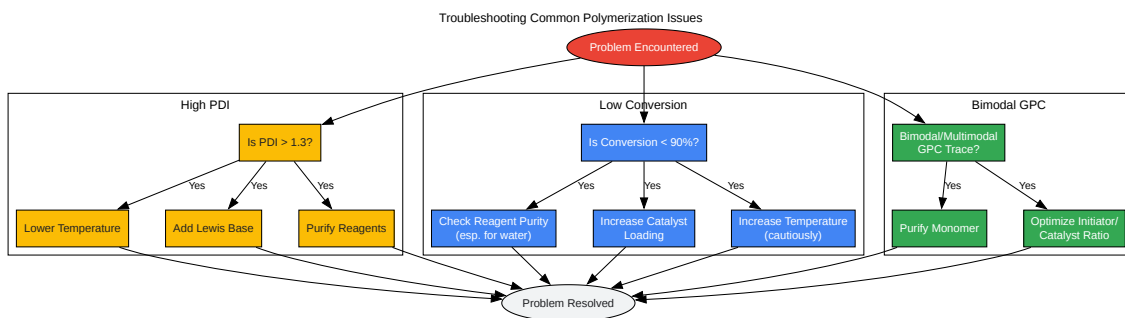 Troubleshooting Common Polymerization Issues
Problem Encountered
High PDI
Low Conversion
Bimodal GPC
Is PDI > 1.3?
Is Conversion < 90%?
Bimodal/Multimodal
GPC Trace?
Yes
Yes
Yes
Yes
Yes
Yes
Yes
Yes
Lower Temperature
Add Lewis Base
Purify Reagents
Check Reagent Purity
(esp. for water)
Increase Catalyst
Loading
Increase Temperature
(cautiously)
Purify Monomer
Optimize Initiator/
Catalyst Ratio
Problem Resolved